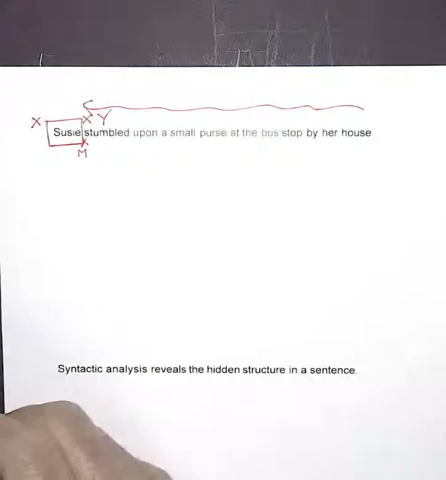 X X Y
Susie stumbled upon a small purse at the bus stop by her house
X
M
Syntactic analysis reveals the hidden structure in a sentence.